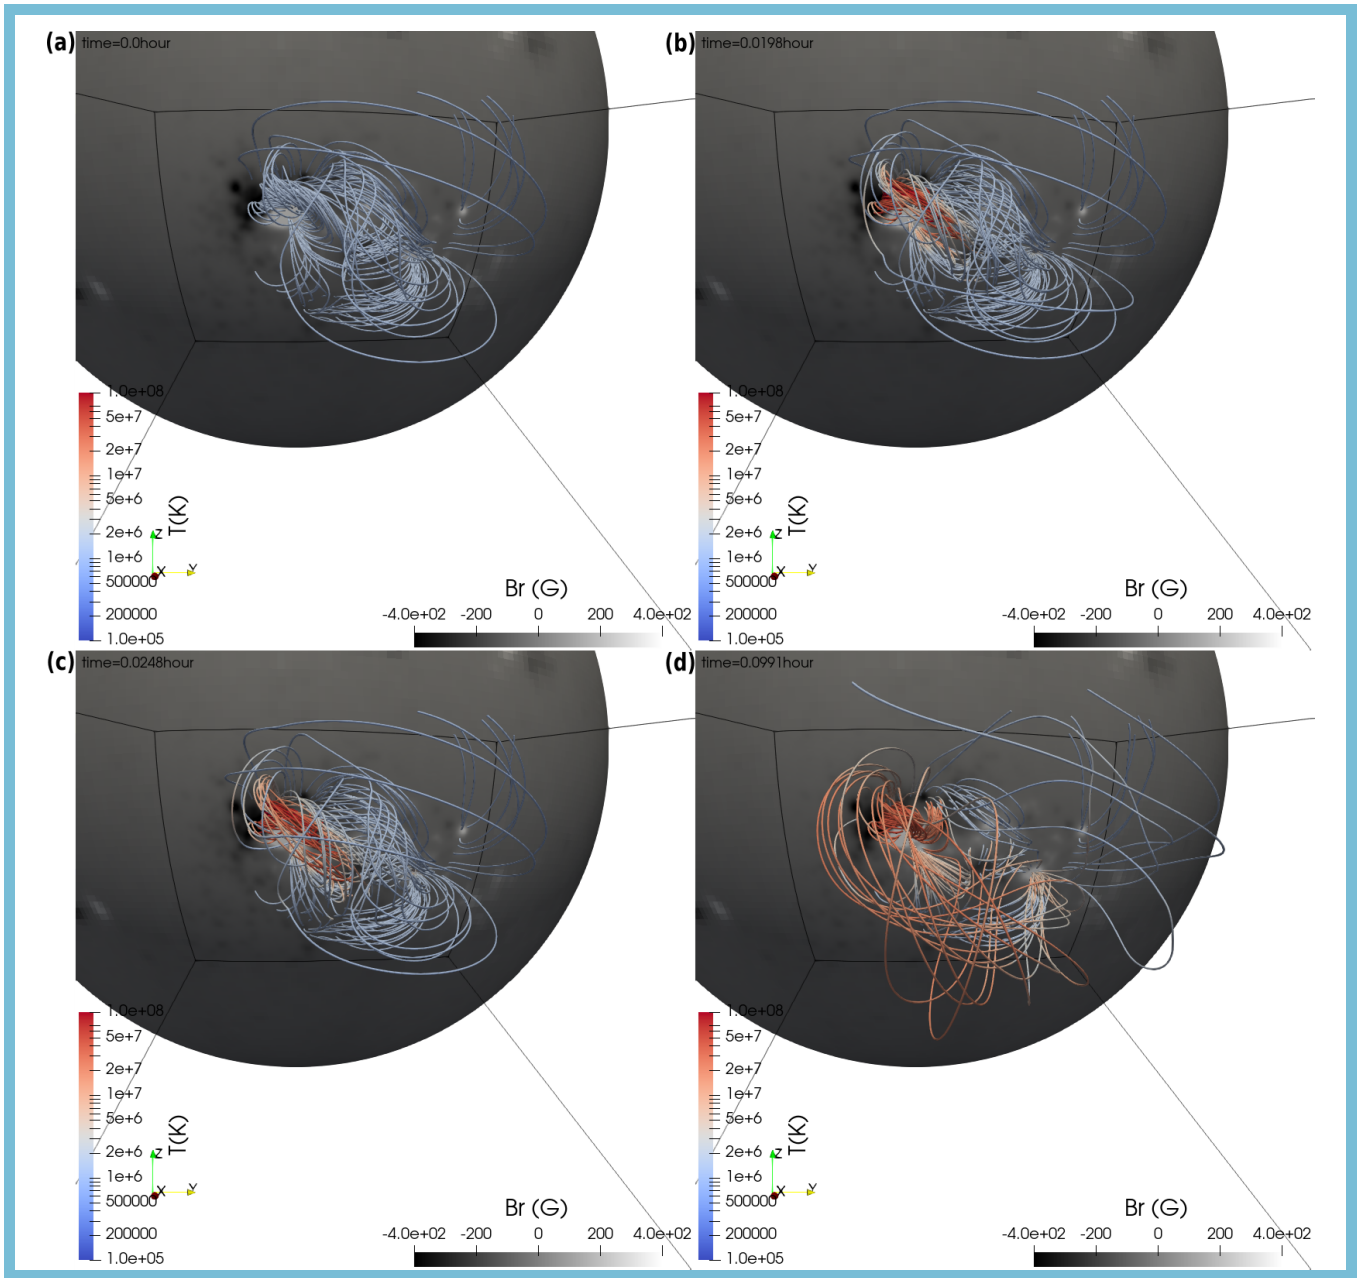 (a) time=0.0hour
1.0e+08
5e+7
2e+7
1e+7
5e+6
2e+6
1e+6
500000
200000
1.0e+05
T(K)
Z
X Y
Br (G)
-4.0e+02 -200 0 200 4.0e+02
(b) time=0.0198hour
1.0e+08
5e+7
2e+7
1e+7
5e+6
2e+6
1e+6
500000
200000
1.0e+05
T(K)
Z
X Y
Br (G)
-4.0e+02 -200 0 200 4.0e+02
(c) time=0.0248hour
1.0e+08
5e+7
2e+7
1e+7
5e+6
2e+6
1e+6
500000
200000
1.0e+05
T(K)
Z
X Y
Br (G)
-4.0e+02 -200 0 200 4.0e+02
(d) time=0.0991hour
1.0e+08
5e+7
2e+7
1e+7
5e+6
2e+6
1e+6
500000
200000
1.0e+05
T(K)
Z
X Y
Br (G)
-4.0e+02 -200 0 200 4.0e+02